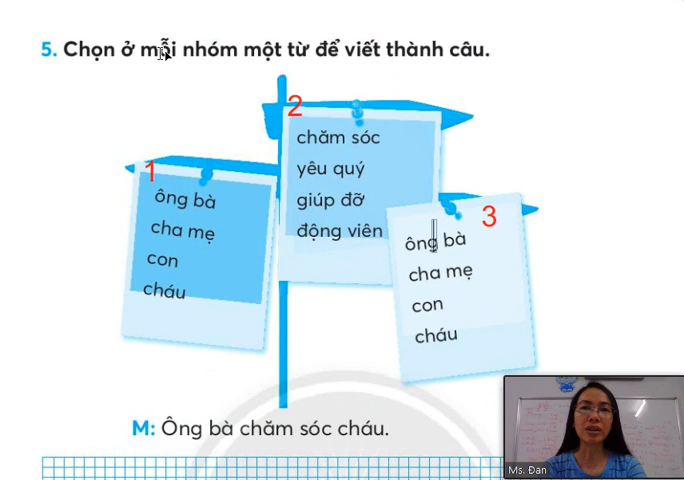 5. Chọn ở mỗi nhóm một từ để viết thành câu.
1
ông bà
cha mẹ
con
cháu
2
chăm sóc
yêu quý
giúp đỡ
động viên
3
ông bà
cha mẹ
con
cháu
M: Ông bà chăm sóc cháu.
Ms. Đan